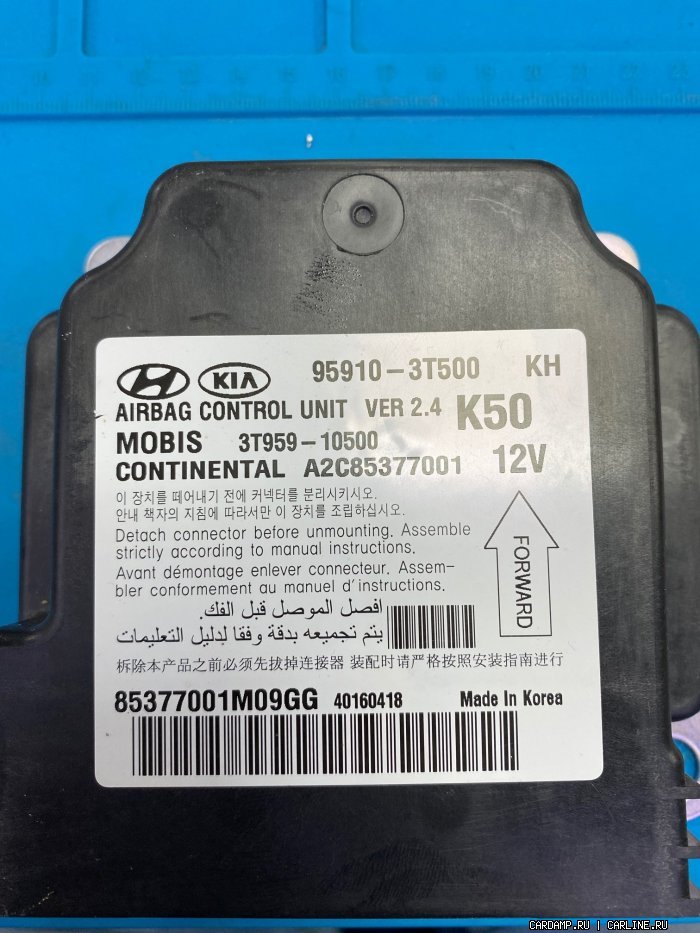 KIA 95910-3T500 KH
AIRBAG CONTROL UNIT VER 2.4 K50
MOBIS 3T959-10500
CONTINENTAL A2C85377001 12V
이 장치를 떼어내기 전에 커넥터를 분리시키시오.
안내 책자의 지침에 따라서만 이 장치를 조립하십시오.
Detach connector before unmounting. Assemble
strictly according to manual instructions.
Avant démontage enlever connecteur. Assem-
bler conformement au manuel d'instructions.
FORWARD
افصل الموصل قبل الفك.
يتم تجميعه بدقة وفقا لدليل التعليمات
拆除本产品之前必须先拔掉连接器 装配时请严格按照安装指南进行
85377001M09GG 40160418 Made In Korea
CARDAMP.RU | CARLINE.RU